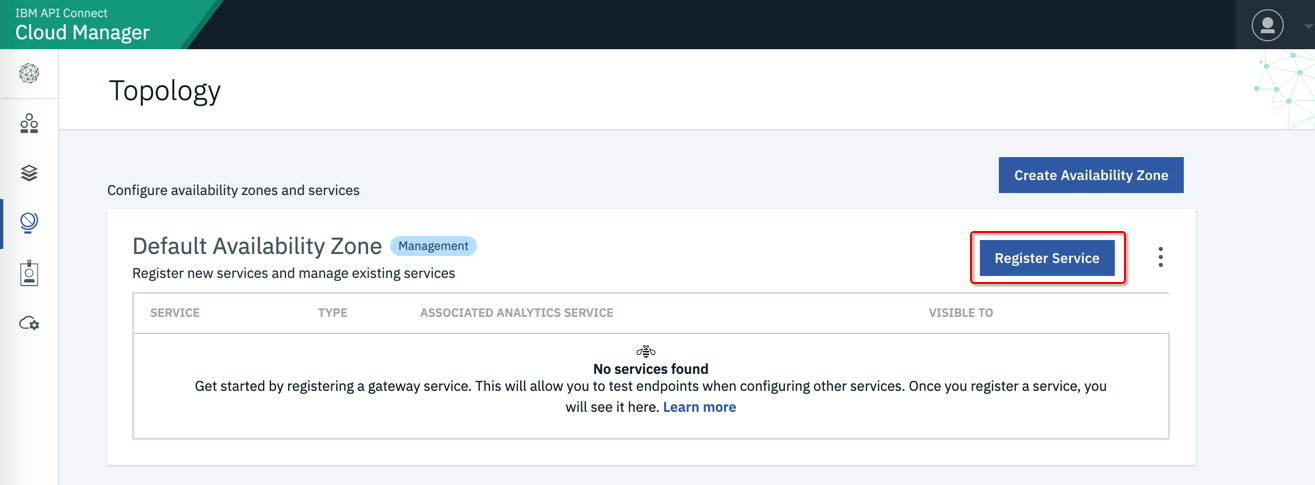 IBM API Connect
Cloud Manager
Topology
Create Availability Zone
Configure availability zones and services
Default Availability Zone Management
Register Service
Register new services and manage existing services
SERVICE TYPE ASSOCIATED ANALYTICS SERVICE VISIBLE TO
No services found
Get started by registering a gateway service. This will allow you to test endpoints when configuring other services. Once you register a service, you
will see it here. Learn more